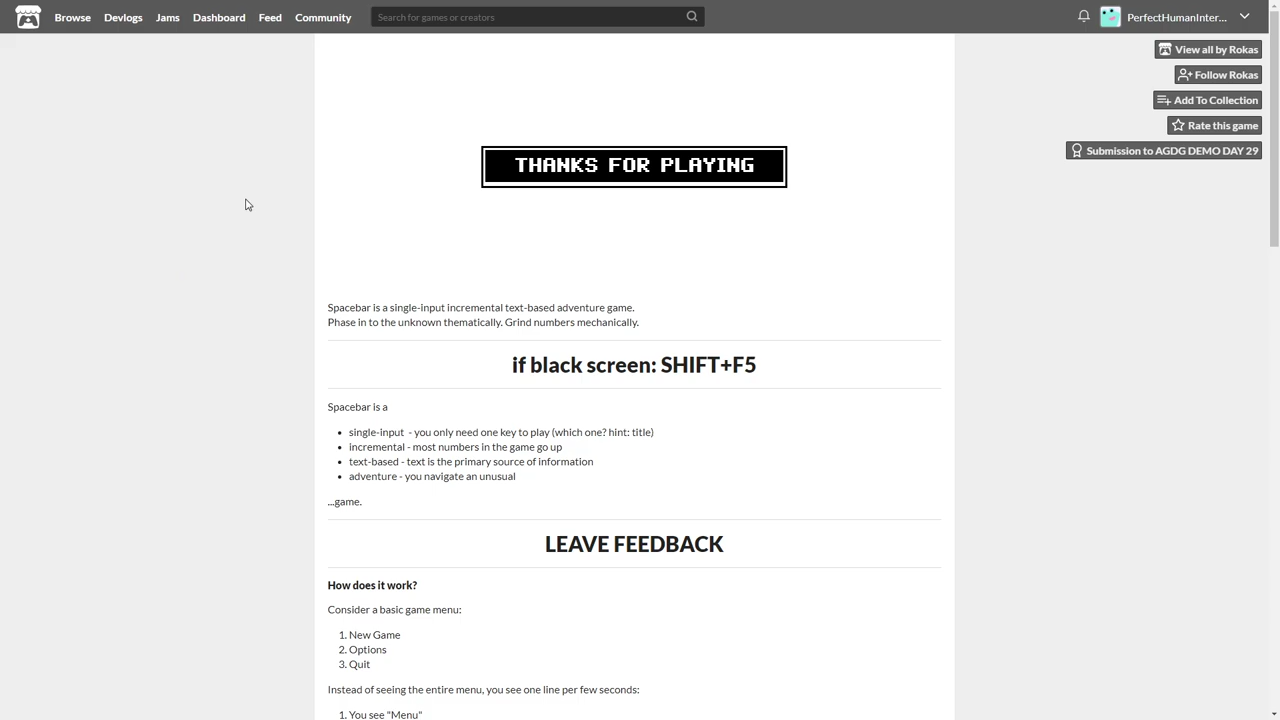 Browse Devlogs Jams Dashboard Feed Community Search for games or creators PerfectHumanInter...
View all by Rokas
Follow Rokas
Add To Collection
Rate this game
Submission to AGDG DEMO DAY 29
THANKS FOR PLAYING
Spacebar is a single-input incremental text-based adventure game.
Phase in to the unknown thematically. Grind numbers mechanically.
if black screen: SHIFT+F5
Spacebar is a
• single-input - you only need one key to play (which one? hint: title)
• incremental - most numbers in the game go up
• text-based - text is the primary source of information
• adventure - you navigate an unusual
...game.
LEAVE FEEDBACK
How does it work?
Consider a basic game menu:
1. New Game
2. Options
3. Quit
Instead of seeing the entire menu, you see one line per few seconds:
1. You see "Menu"